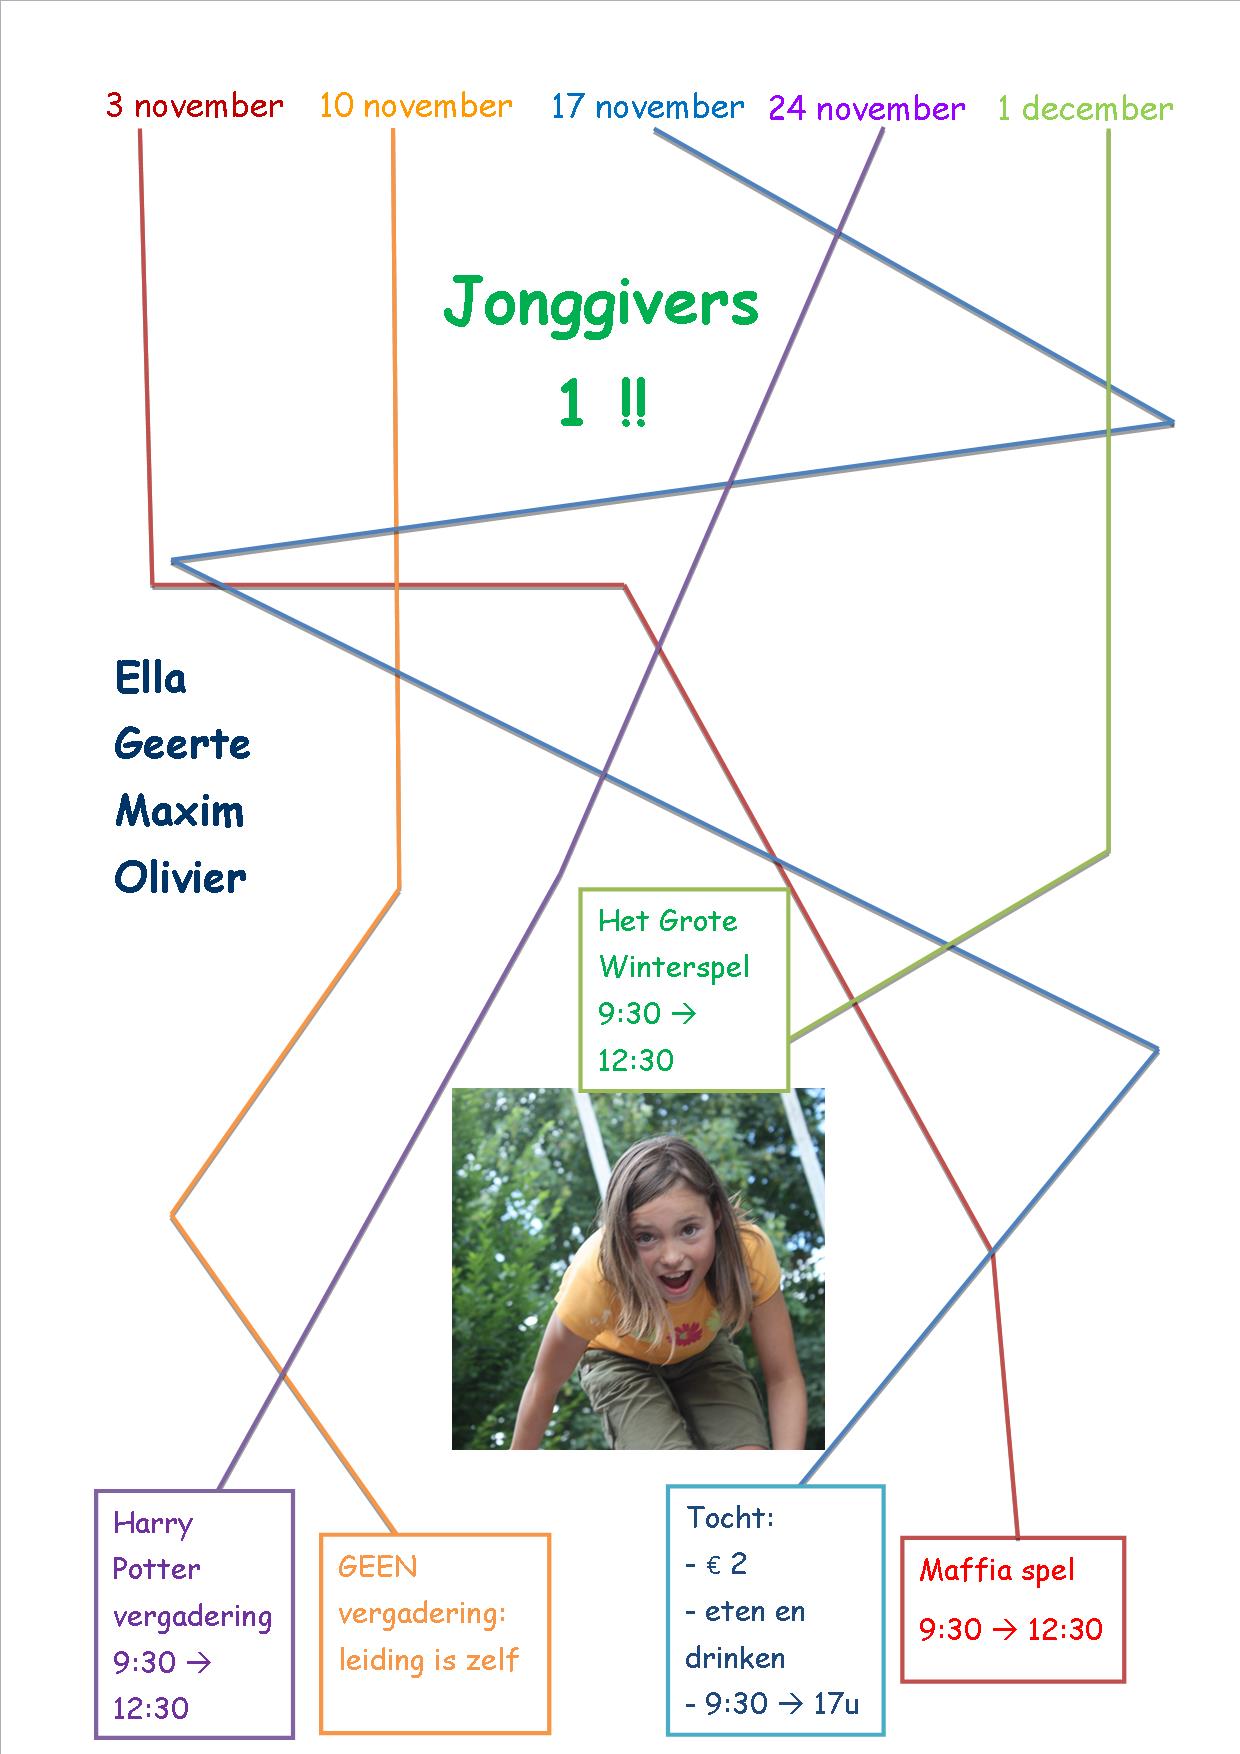 3 november 10 november 17 november 24 november 1 december
Jonggivers
1 !!
Ella
Geerte
Maxim
Olivier
Het Grote
Winterspel
9:30 →
12:30
Harry
Potter
vergadering
9:30 →
12:30
GEEN
vergadering:
leiding is zelf
Tocht:
- € 2
- eten en
drinken
- 9:30 → 17u
Maffia spel
9:30 → 12:30